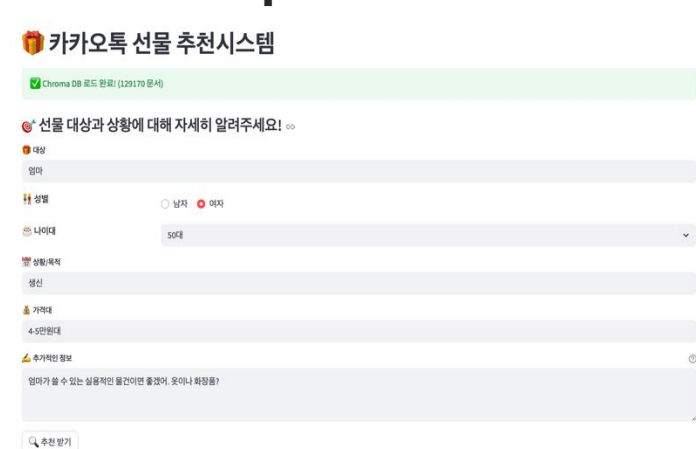 🎁 카카오톡 선물 추천시스템
✅ Chroma DB 로드 완료! (129170 문서)
🎯 선물 대상과 상황에 대해 자세히 알려주세요!
🎁 대상
엄마
👫 성별
남자 여자
🎂 나이대
50대
📅 상황/목적
생신
💰 가격대
4-5만원대
✍️ 추가적인 정보
엄마가 쓸 수 있는 실용적인 물건이면 좋겠어. 옷이나 화장품?
🔍 추천 받기